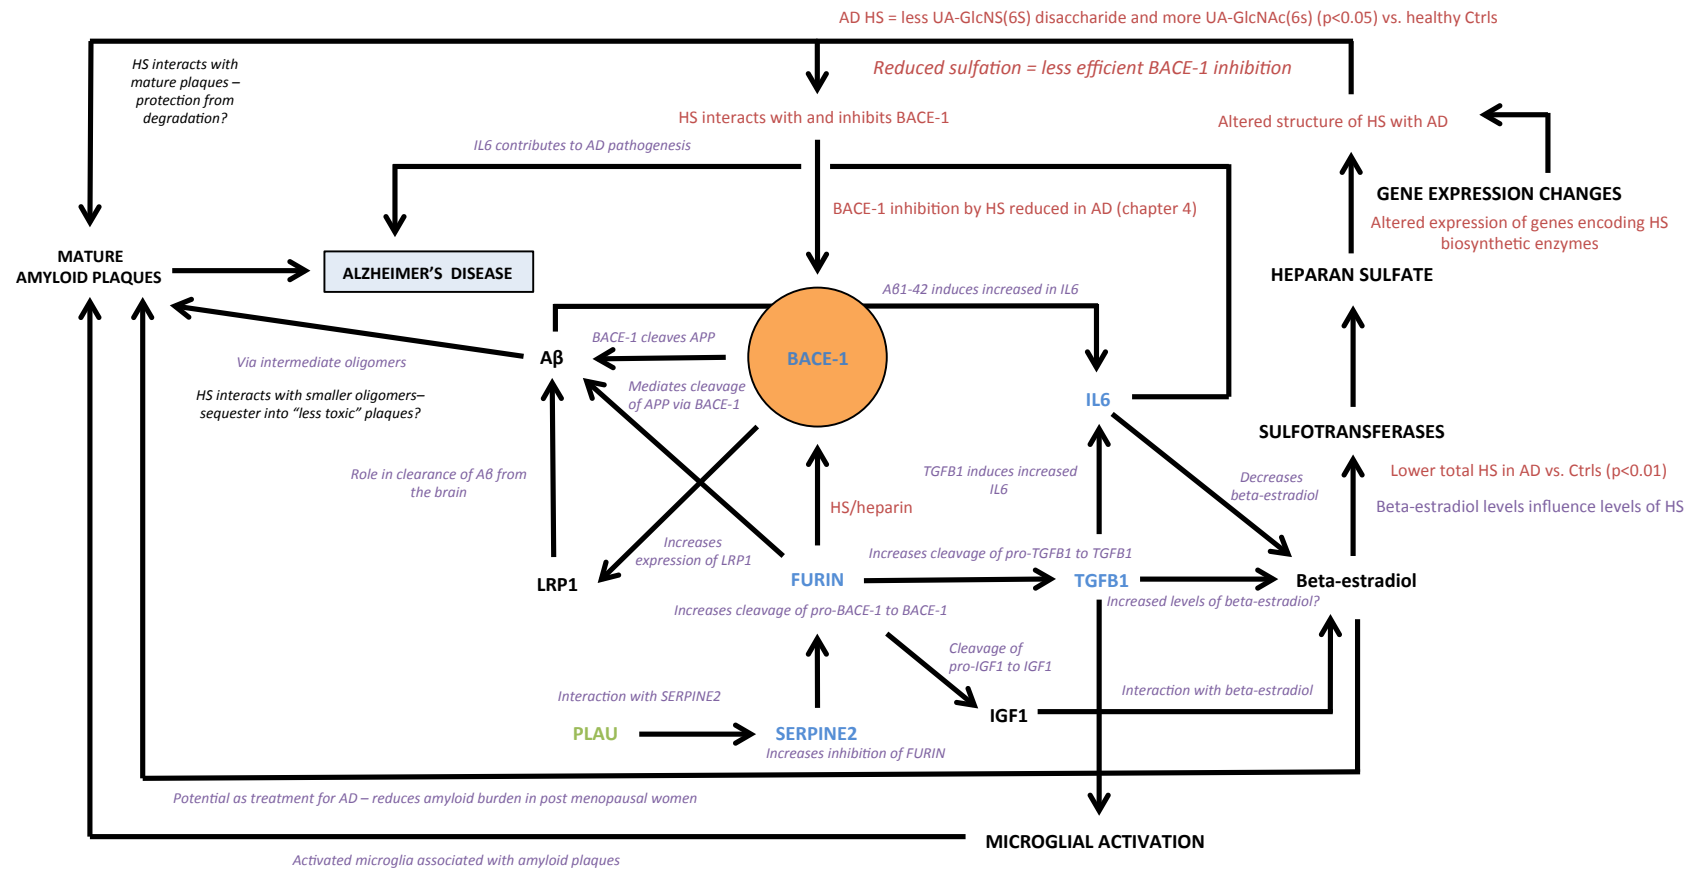 AD HS = less UA-GlcNS(6S) disaccharide and more UA-GlcNAc(6s) (p<0.05) vs. healthy Ctrls
HS interacts with
mature plaques –
protection from
degradation?
Reduced sulfation = less efficient BACE-1 inhibition
HS interacts with and inhibits BACE-1
Altered structure of HS with AD
IL6 contributes to AD pathogenesis
GENE EXPRESSION CHANGES
Altered expression of genes encoding HS
biosynthetic enzymes
BACE-1 inhibition by HS reduced in AD (chapter 4)
MATURE
AMYLOID PLAQUES
ALZHEIMER'S DISEASE
HEPARAN SULFATE
Aβ1-42 induces increased in IL6
BACE-1 cleaves APP
Aβ
BACE-1
Via intermediate oligomers
HS interacts with smaller oligomers–
sequester into “less toxic” plaques?
Mediates cleavage
of APP via BACE-1
IL6
SULFOTRANSFERASES
Role in clearance of Aβ from
the brain
TGFB1 induces increased
IL6
Decreases
beta-estradiol
Lower total HS in AD vs. Ctrls (p<0.01)
Beta-estradiol levels influence levels of HS
HS/heparin
Increases
expression of LRP1
Increases cleavage of pro-TGFB1 to TGFB1
LRP1
FURIN
TGFB1
Beta-estradiol
Increases cleavage of pro-BACE-1 to BACE-1
Increased levels of beta-estradiol?
Cleavage of
pro-IGF1 to IGF1
Interaction with SERPINE2
Interaction with beta-estradiol
IGF1
PLAU
SERPINE2
Increases inhibition of FURIN
Potential as treatment for AD – reduces amyloid burden in post menopausal women
MICROGLIAL ACTIVATION
Activated microglia associated with amyloid plaques